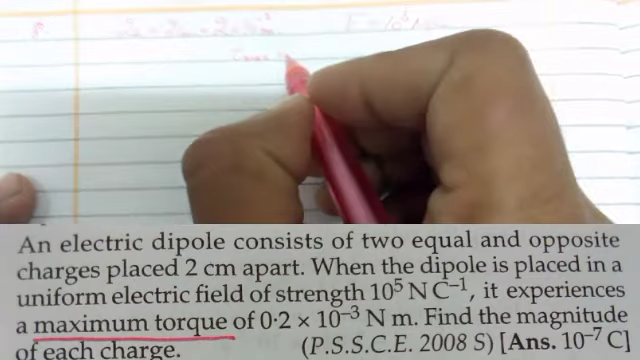 An electric dipole consists of two equal and opposite
charges placed 2 cm apart. When the dipole is placed in a
uniform electric field of strength 10⁵ N C⁻¹, it experiences
a maximum torque of 0·2 × 10⁻³ N m. Find the magnitude
of each charge. (P.S.S.C.E. 2008 S) [Ans. 10⁻⁷ C]